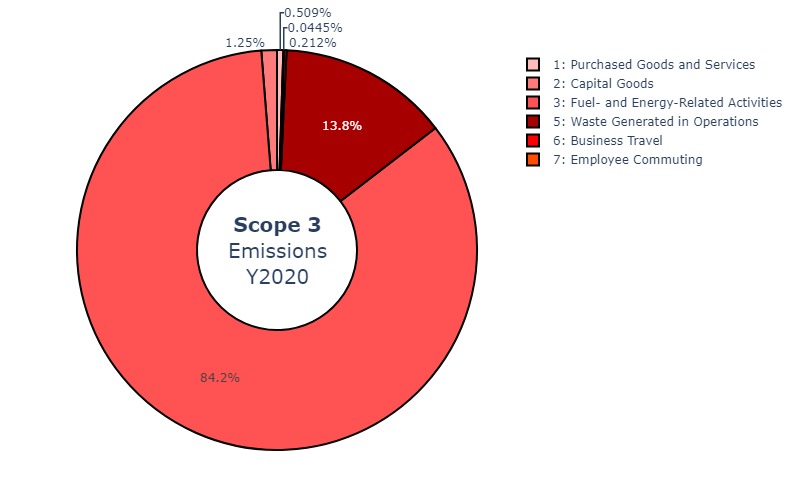 0.509%
0.0445%
1.25%
0.212%
13.8%
84.2%
Scope 3
Emissions
Y2020
1: Purchased Goods and Services
2: Capital Goods
3: Fuel- and Energy-Related Activities
5: Waste Generated in Operations
6: Business Travel
7: Employee Commuting